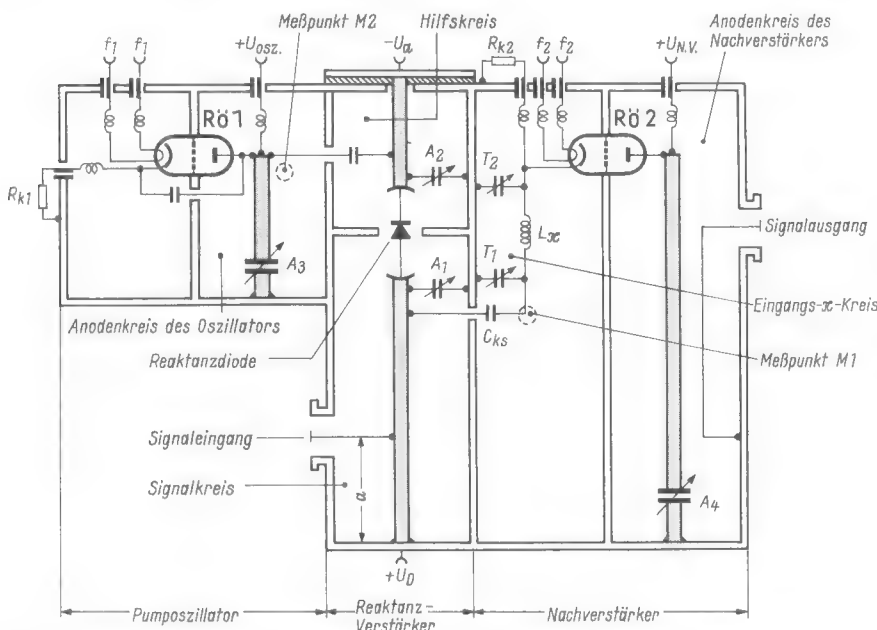 Meßpunkt M2
Hilfskreis
Anodenkreis des
Nachverstärkers
f1
f1
+Uosz.
-Ua
Rk2
f2
f2
+UN.V.
Rö1
Rö2
A2
T2
Rk1
Lπ
Signalausgang
A3
A1
T1
Eingangs-π-Kreis
Anodenkreis des Oszillators
Cks
Reaktanzdiode
Meßpunkt M1
Signaleingang
a
Signalkreis
A4
+UD
Pumposzillator
Reaktanz-
Verstärker
Nachverstärker